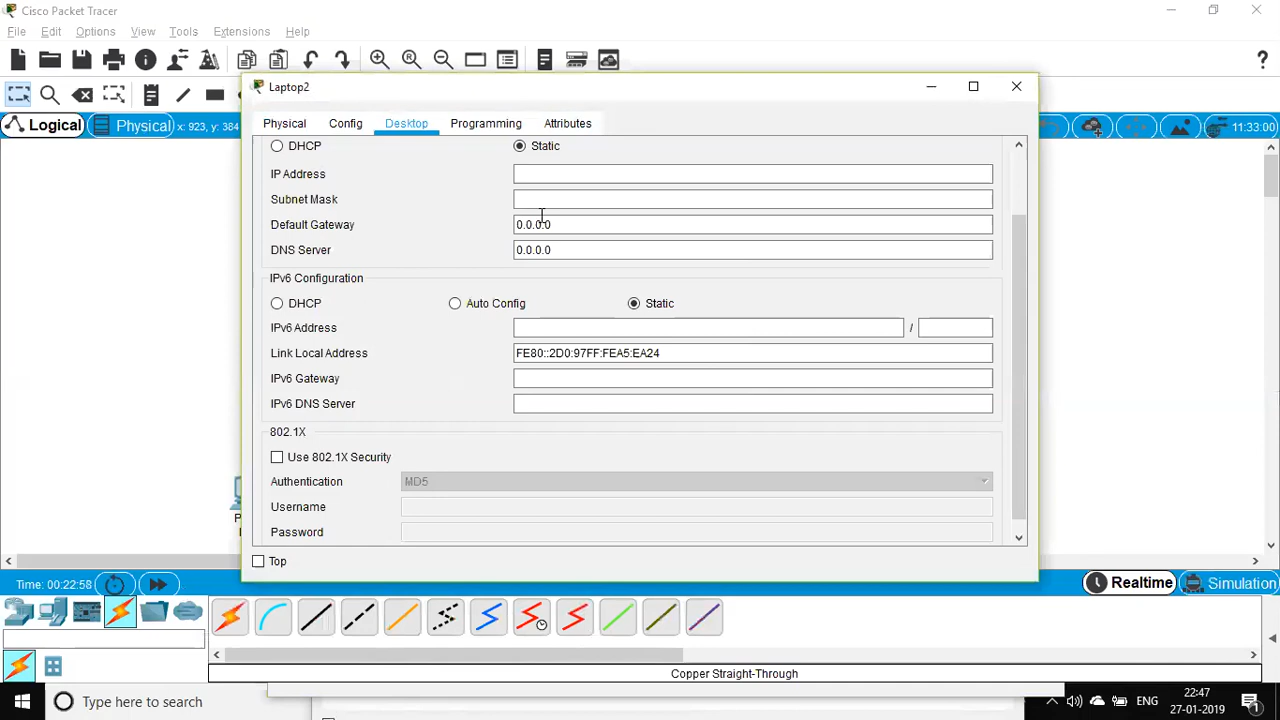 Cisco Packet Tracer
File Edit Options View Tools Extensions Help
Laptop2
Logical Physical x: 923, y: 384 11:33:00
Physical Config Desktop Programming Attributes
DHCP Static
IP Address
Subnet Mask
Default Gateway 0.0.0.0
DNS Server 0.0.0.0
IPv6 Configuration
DHCP Auto Config Static
IPv6 Address /
Link Local Address FE80::2D0:97FF:FEA5:EA24
IPv6 Gateway
IPv6 DNS Server
802.1X
Use 802.1X Security
Authentication MD5
Username
Password
Top
Time: 00:22:58 Realtime Simulation
Copper Straight-Through
Type here to search ENG 22:47
27-01-2019